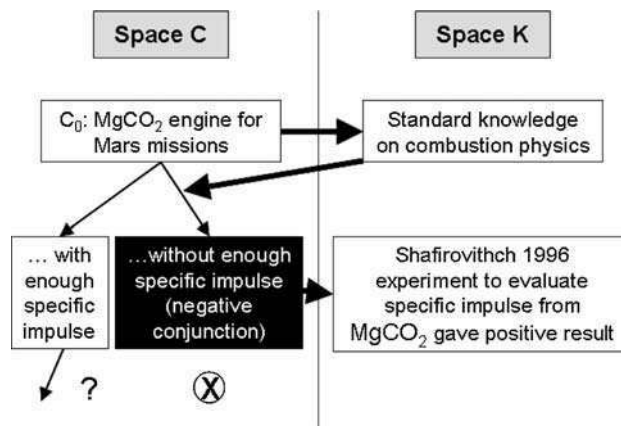 Space C
Space K
C₀: MgCO₂ engine for
Mars missions
Standard knowledge
on combustion physics
... with
enough
specific
impulse
...without enough
specific impulse
(negative
conjunction)
Shafirovithch 1996
experiment to evaluate
specific impulse from
MgCO₂ gave positive result
?
X